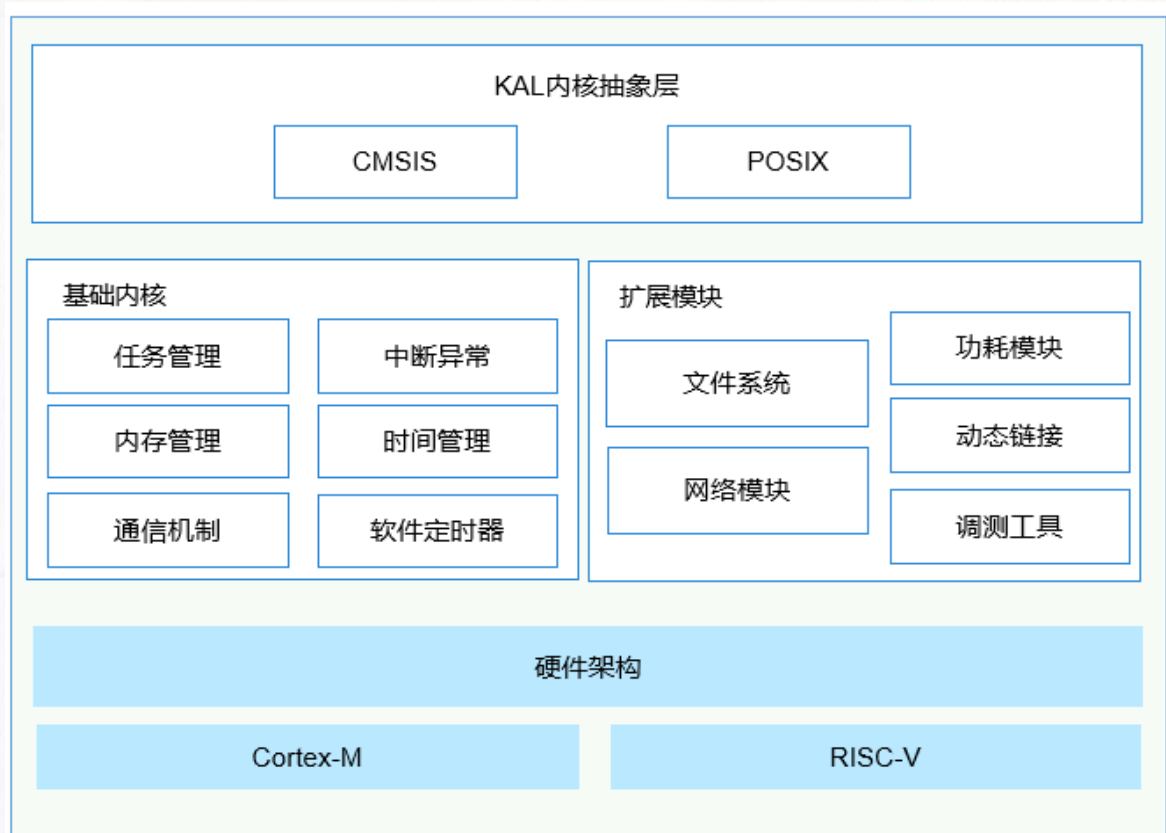 KAL内核抽象层
CMSIS
POSIX
基础内核
任务管理
中断异常
内存管理
时间管理
通信机制
软件定时器
扩展模块
文件系统
网络模块
功耗模块
动态链接
调测工具
硬件架构
Cortex-M
RISC-V